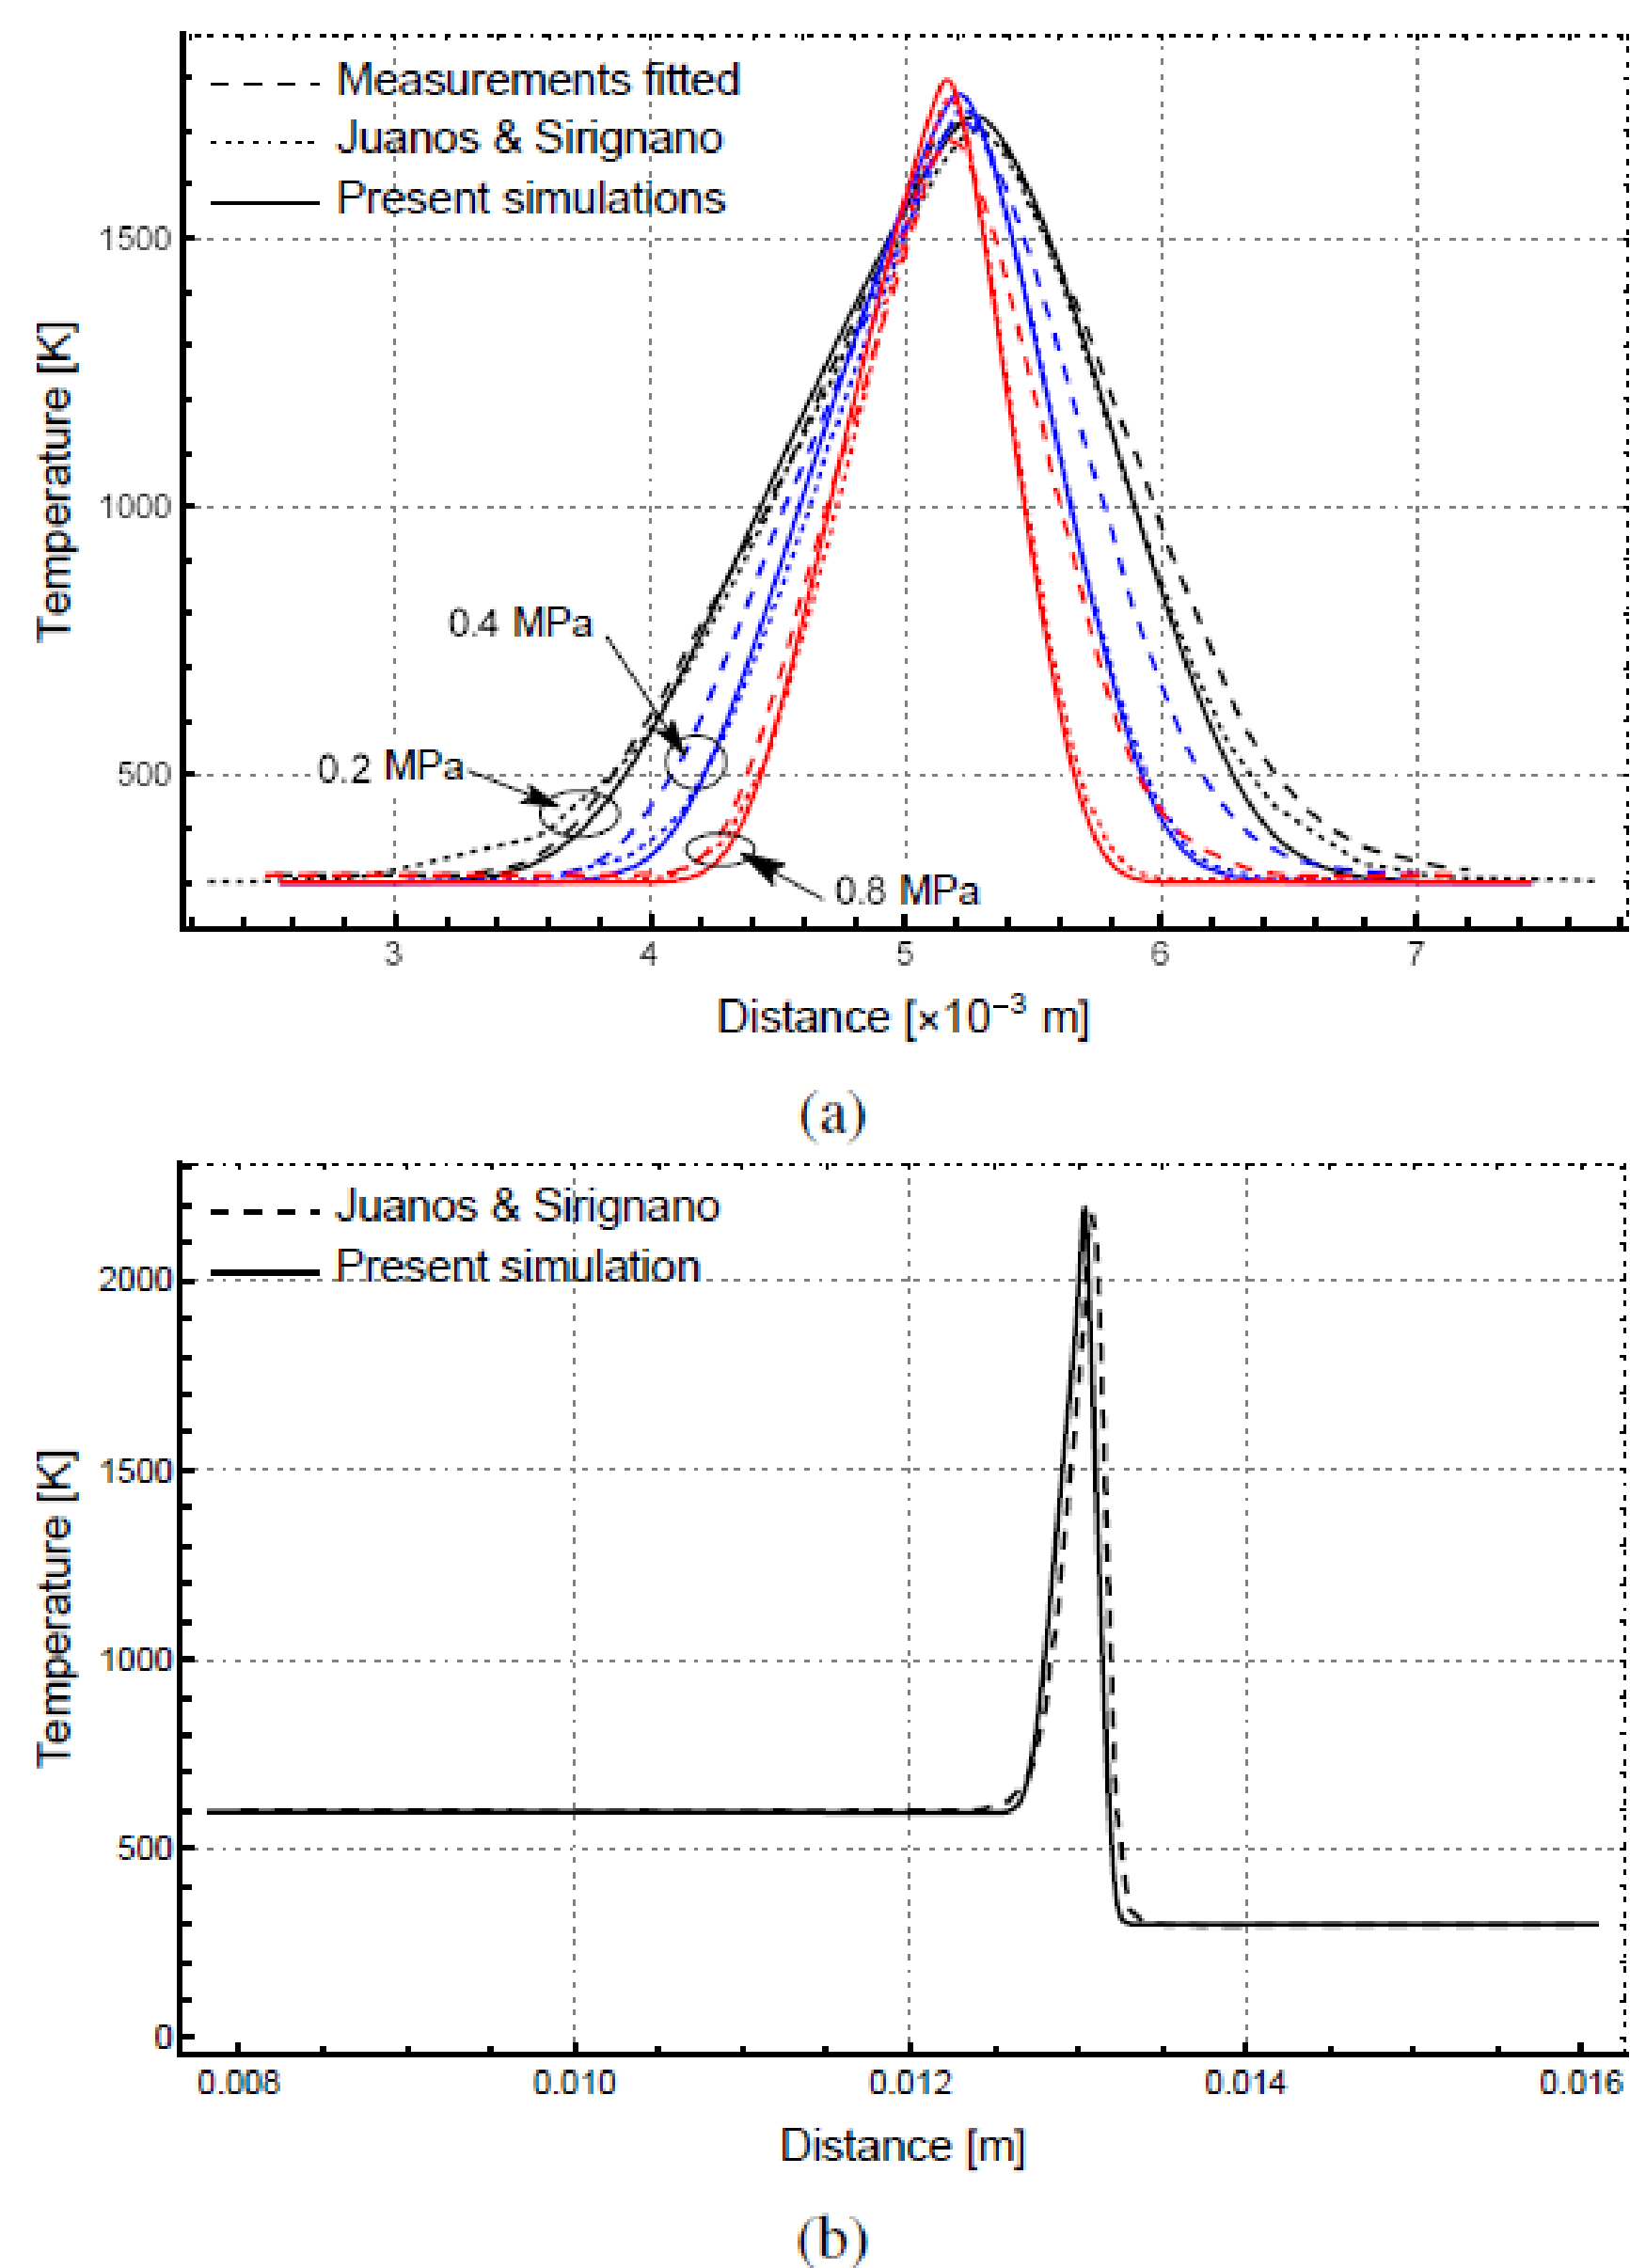 Measurements fitted
Juanos & Sirignano
Present simulations
1500
1000
500
Temperature [K]
0.4 MPa
0.2 MPa
0.8 MPa
3 4 5 6 7
Distance [×10⁻³ m]
(a)
Juanos & Sirignano
Present simulation
2000
1500
1000
500
0
Temperature [K]
0.008 0.010 0.012 0.014 0.016
Distance [m]
(b)